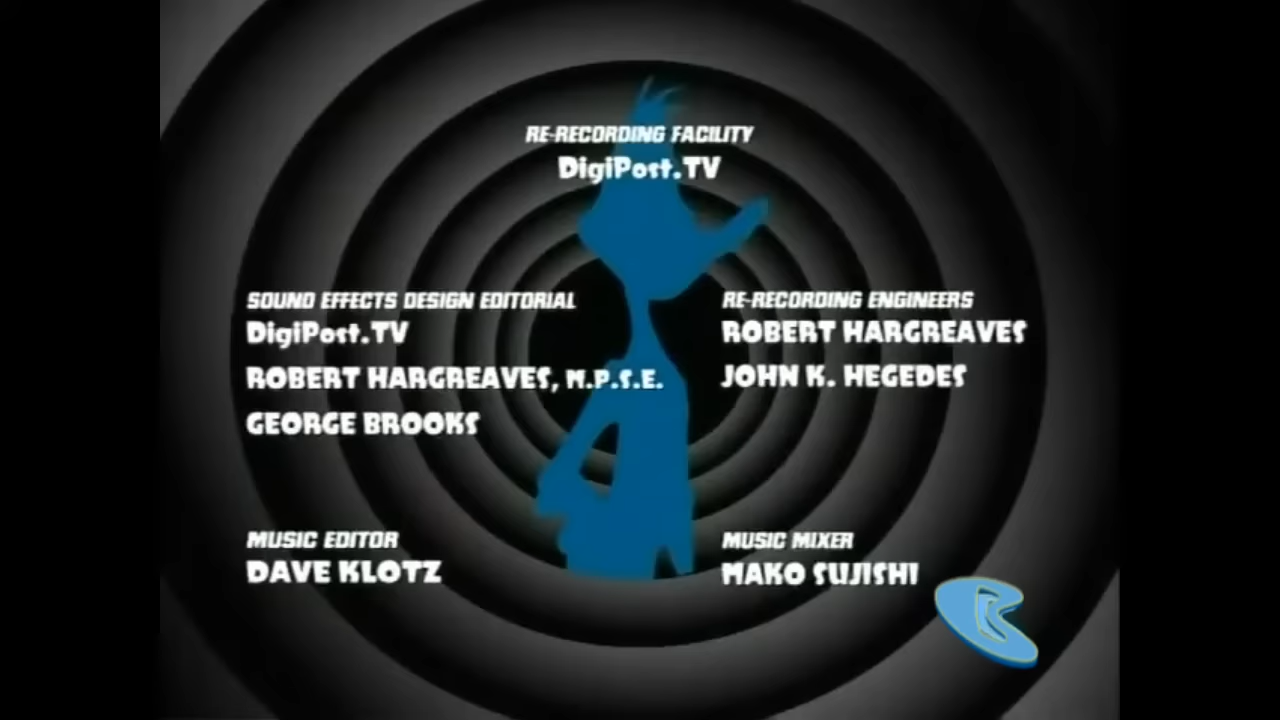 RE-RECORDING FACILITY
DigiPost.TV
SOUND EFFECTS DESIGN EDITORIAL
DigiPost.TV
ROBERT HARGREAVES, M.P.S.E.
GEORGE BROOKS
RE-RECORDING ENGINEERS
ROBERT HARGREAVES
JOHN K. HEGEDES
MUSIC EDITOR
DAVE KLOTZ
MUSIC MIXER
MAKO SUJISHI
B